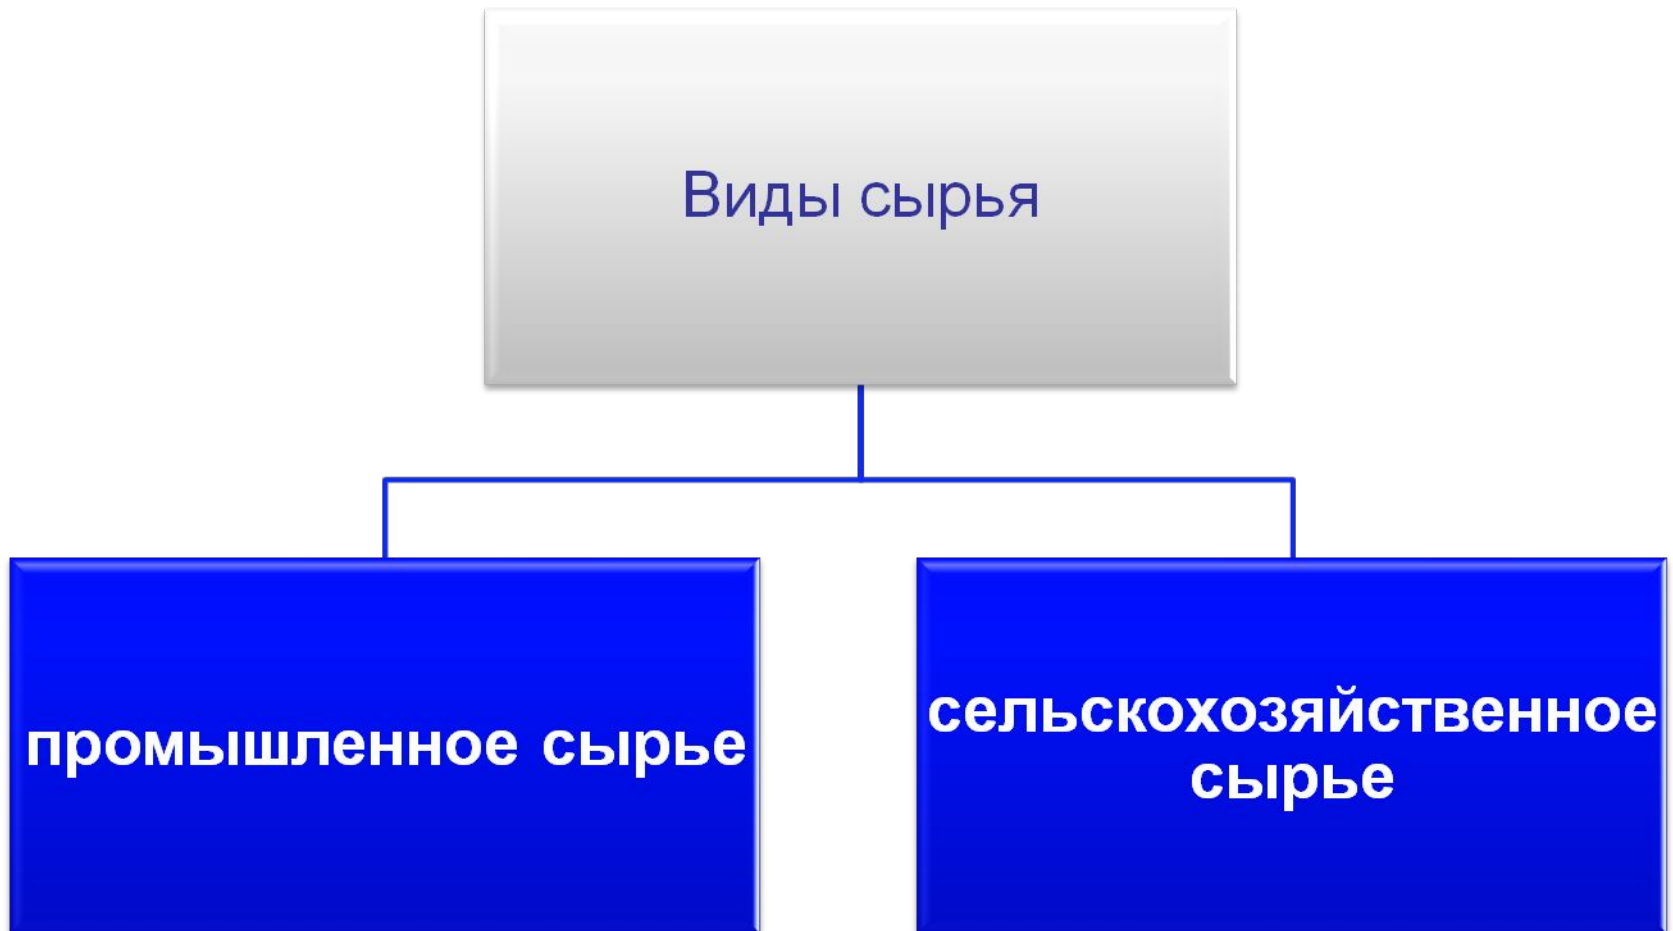 Виды сырья
промышленное сырье
сельскохозяйственное
сырье